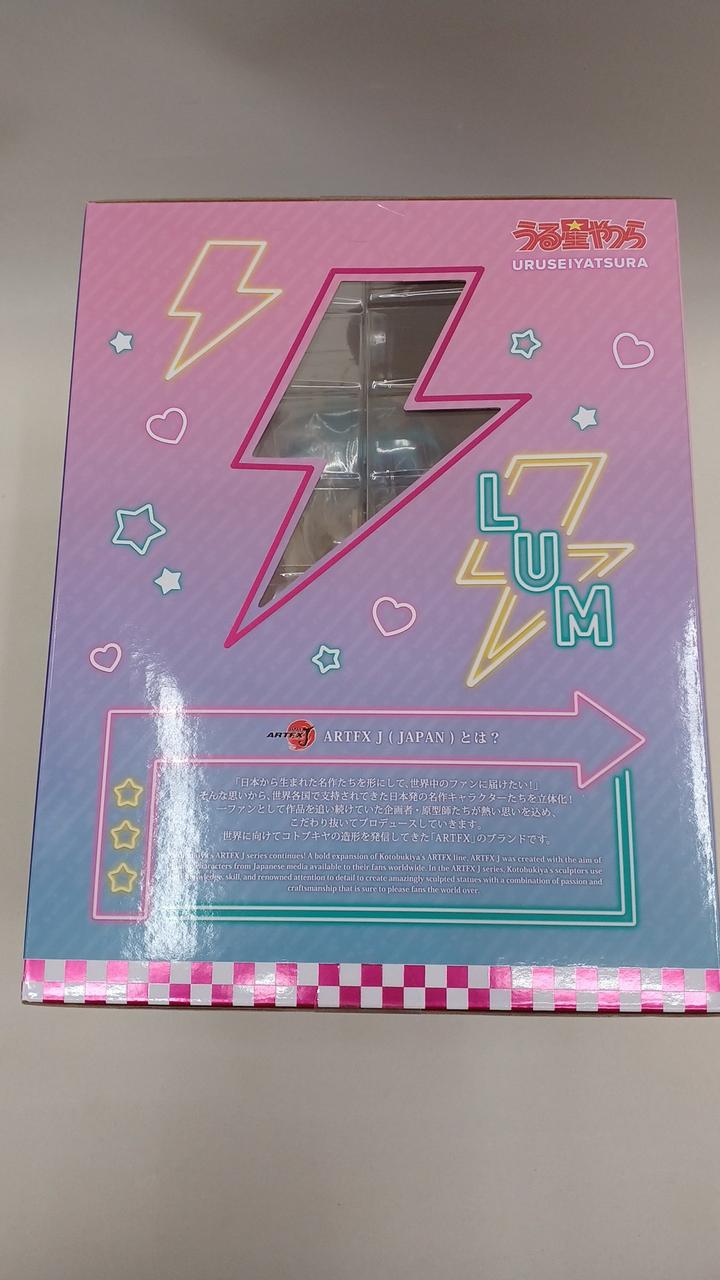 うる星やつら
URUSEIYATSURA
LUM
ARTFX J ARTFX J ( JAPAN ) とは？
「日本から生まれた名作たちを形にして、世界中のファンに届けたい！」
そんな思いから、世界各国で支持されてきた日本発の名作キャラクターたちを立体化！
一ファンとして作品を追い続けていた企画者・原型師たちが熱い思いを込め、
こだわり抜いてプロデュースしていきます。
世界に向けてコトブキヤの造形を発信してきた「ARTFX」のブランドです。
ARTFX J series continues! A bold expansion of Kotobukiya's ARTFX line, ARTFX J was created with the aim of
characters from Japanese media available to their fans worldwide. In the ARTFX J series, Kotobukiya's sculptors use
skill, and renowned attention to detail to create amazingly sculpted statues with a combination of passion and
craftsmanship that is sure to please fans the world over.